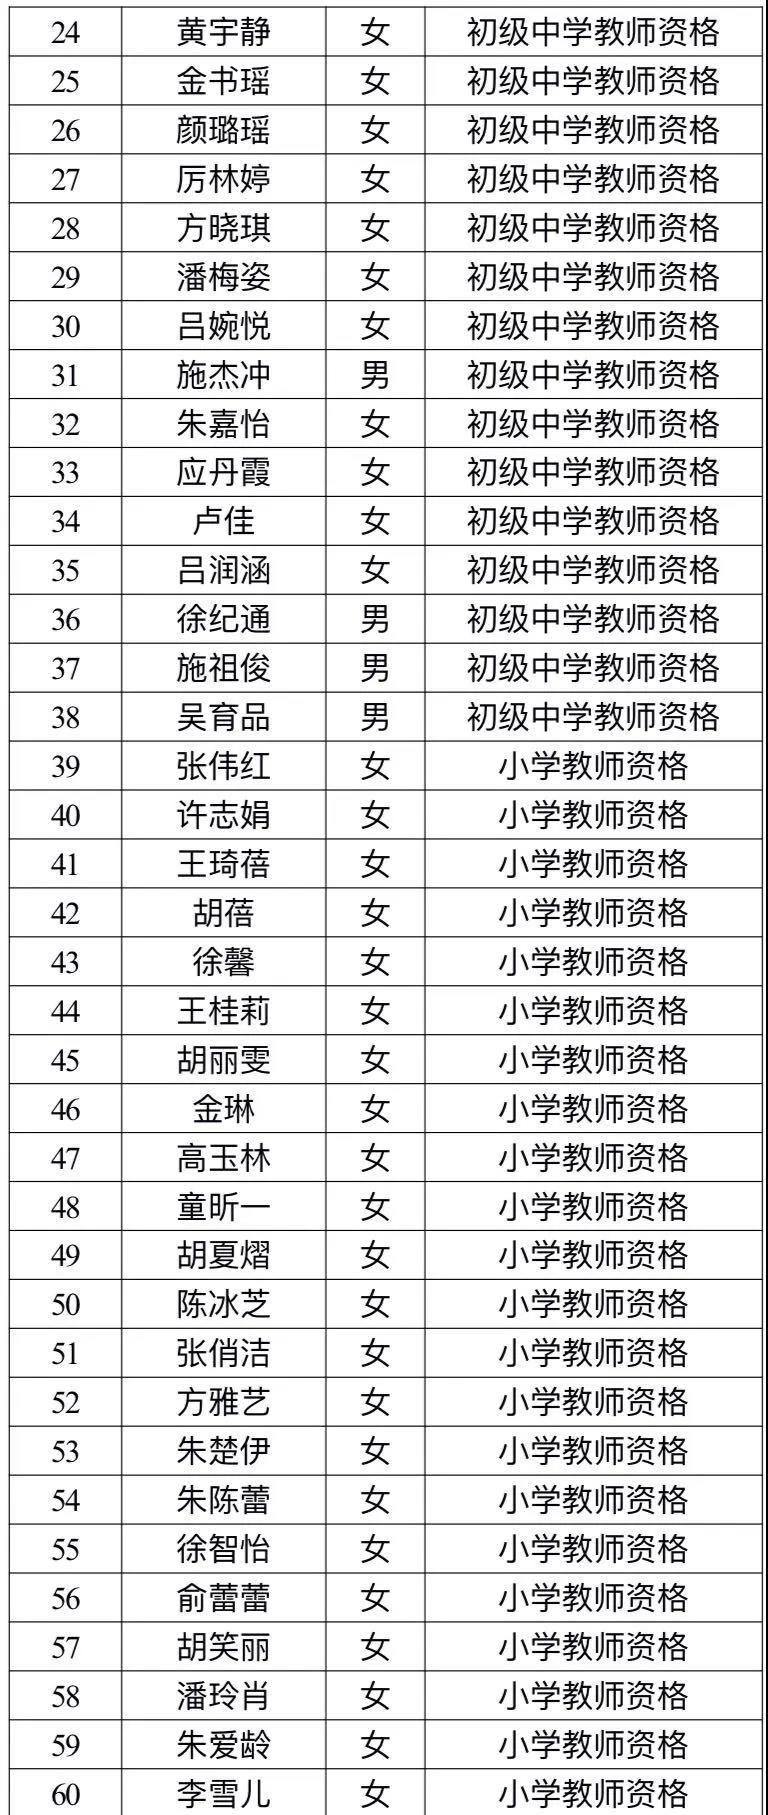 24 黄宇静 女 初级中学教师资格
25 金书瑶 女 初级中学教师资格
26 颜璐瑶 女 初级中学教师资格
27 厉林婷 女 初级中学教师资格
28 方晓琪 女 初级中学教师资格
29 潘梅姿 女 初级中学教师资格
30 吕婉悦 女 初级中学教师资格
31 施杰冲 男 初级中学教师资格
32 朱嘉怡 女 初级中学教师资格
33 应丹霞 女 初级中学教师资格
34 卢佳 女 初级中学教师资格
35 吕润涵 女 初级中学教师资格
36 徐纪通 男 初级中学教师资格
37 施祖俊 男 初级中学教师资格
38 吴育品 男 初级中学教师资格
39 张伟红 女 小学教师资格
40 许志娟 女 小学教师资格
41 王琦蓓 女 小学教师资格
42 胡蓓 女 小学教师资格
43 徐馨 女 小学教师资格
44 王桂莉 女 小学教师资格
45 胡丽雯 女 小学教师资格
46 金琳 女 小学教师资格
47 高玉林 女 小学教师资格
48 童昕一 女 小学教师资格
49 胡夏熠 女 小学教师资格
50 陈冰芝 女 小学教师资格
51 张俏洁 女 小学教师资格
52 方雅艺 女 小学教师资格
53 朱楚伊 女 小学教师资格
54 朱陈蕾 女 小学教师资格
55 徐智怡 女 小学教师资格
56 俞蕾蕾 女 小学教师资格
57 胡笑丽 女 小学教师资格
58 潘玲肖 女 小学教师资格
59 朱爱龄 女 小学教师资格
60 李雪儿 女 小学教师资格